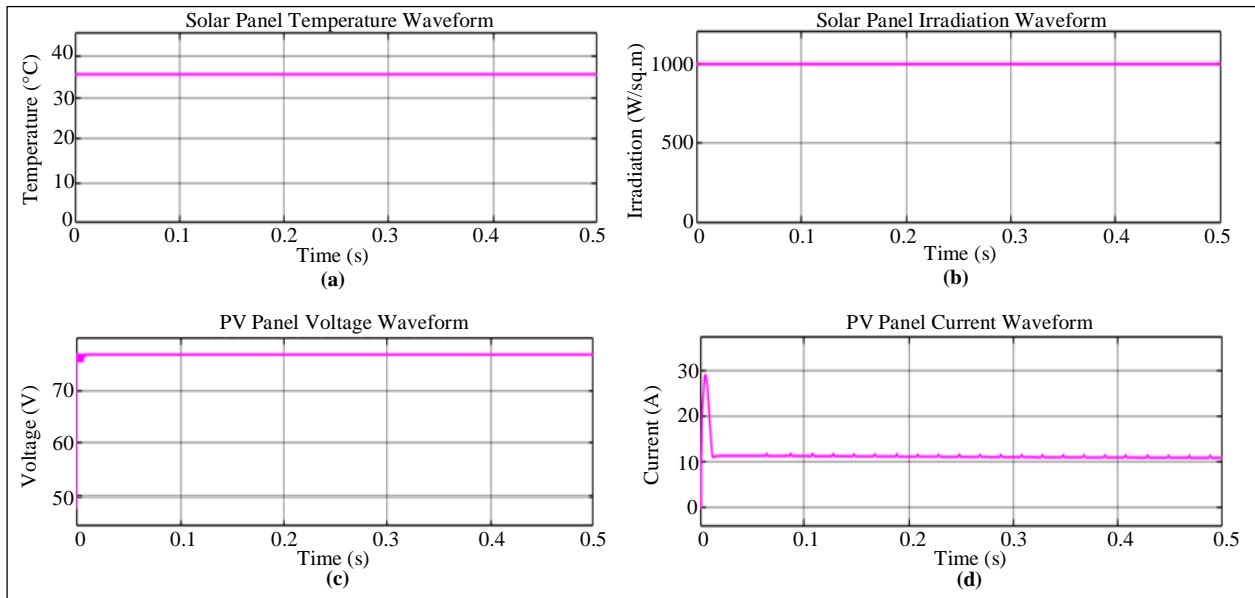 Solar Panel Temperature Waveform
Temperature (°C)
40
30
20
10
0
0 0.1 0.2 0.3 0.4 0.5
Time (s)
(a)
Solar Panel Irradiation Waveform
Irradiation (W/sq.m)
1000
500
0
0 0.1 0.2 0.3 0.4 0.5
Time (s)
(b)
PV Panel Voltage Waveform
Voltage (V)
70
60
50
0 0.1 0.2 0.3 0.4 0.5
Time (s)
(c)
PV Panel Current Waveform
Current (A)
30
20
10
0
0 0.1 0.2 0.3 0.4 0.5
Time (s)
(d)